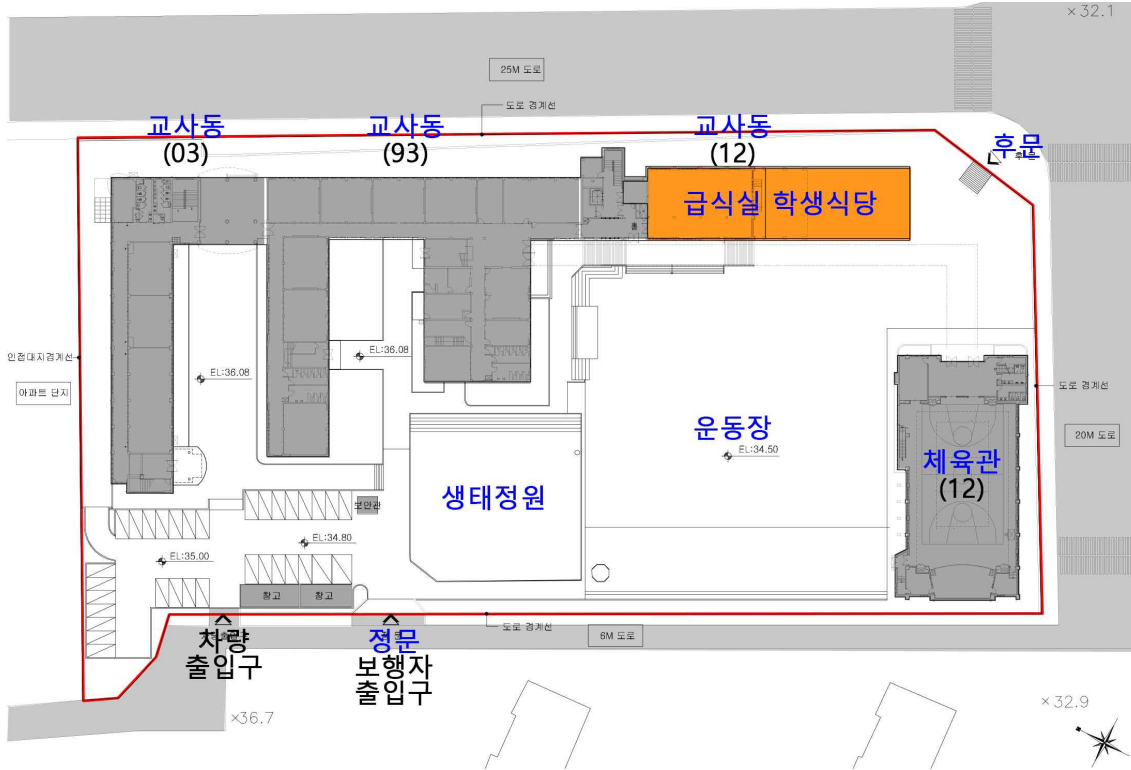 ×32.1
25M 도로
도로 경계선
교사동
(03)
교사동
(93)
교사동
(12)
후문
급식실 학생식당
홀
인접대지경계선
EL:36.08
EL:36.08
아파트 단지
도로 경계선
운동장
EL:34.50
20M 도로
체육관
(12)
생태정원
보안관
EL:34.80
EL:35.00
창고
창고
차량
출입구
정문
보행자
출입구
도로 경계선
6M 도로
×36.7
×32.9